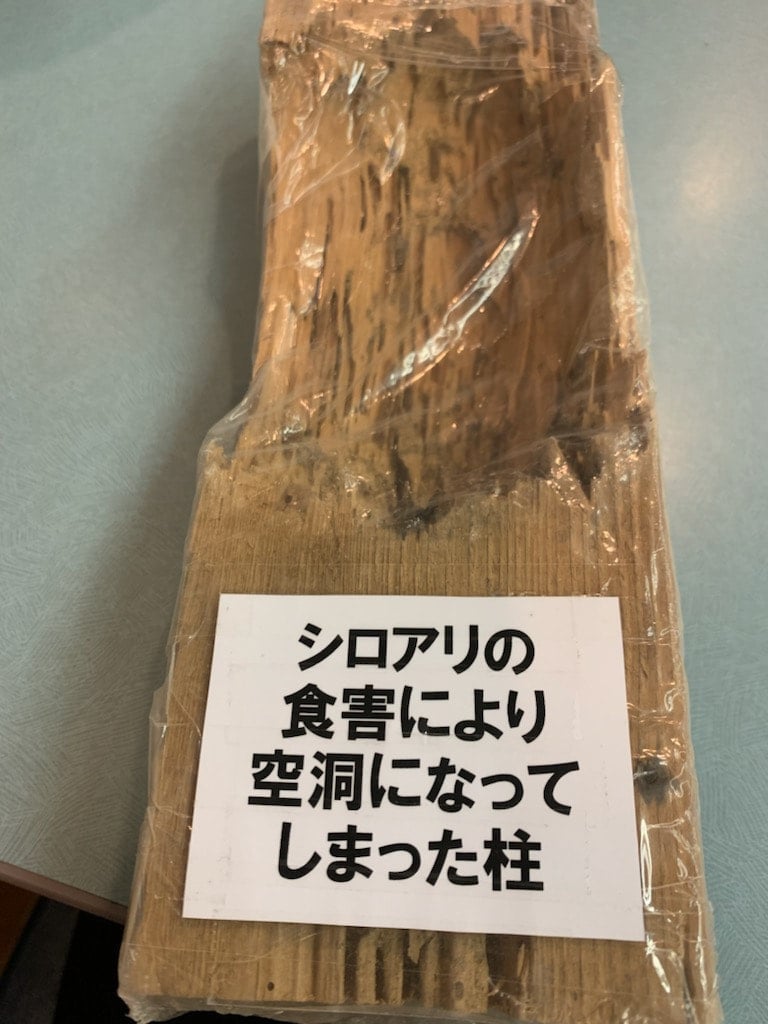 シロアリの
食害により
空洞になって
しまった柱